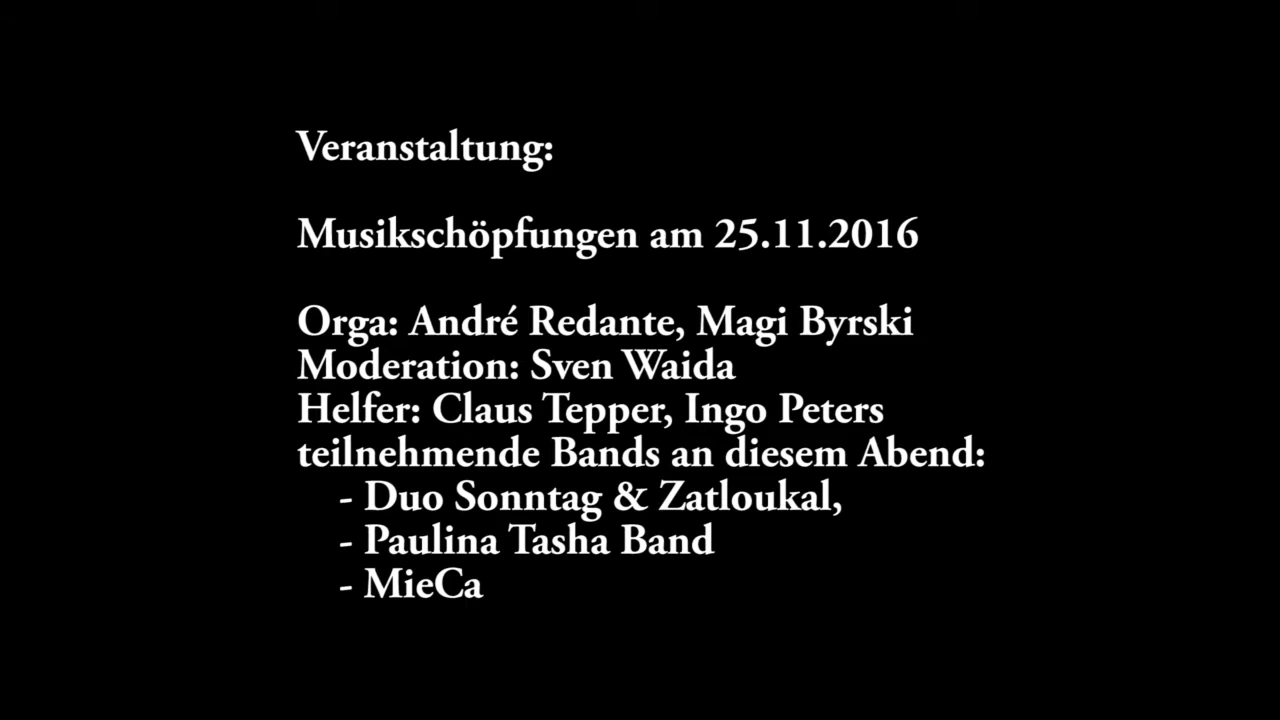 Veranstaltung:
Musikschöpfungen am 25.11.2016
Orga: André Redante, Magi Byrski
Moderation: Sven Waida
Helfer: Claus Tepper, Ingo Peters
teilnehmende Bands an diesem Abend:
- Duo Sonntag & Zatloukal,
- Paulina Tasha Band
- MieCa